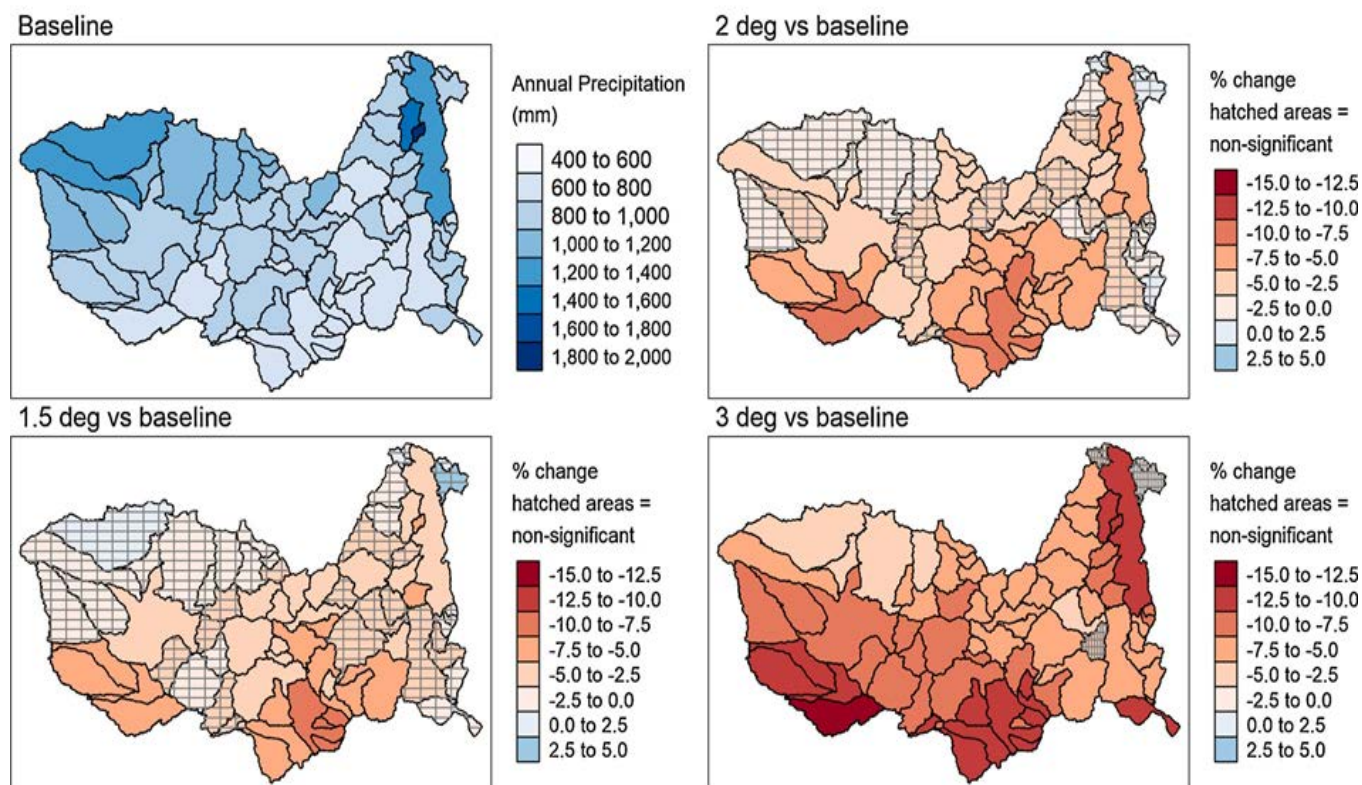 Baseline
Annual Precipitation
(mm)
400 to 600
600 to 800
800 to 1,000
1,000 to 1,200
1,200 to 1,400
1,400 to 1,600
1,600 to 1,800
1,800 to 2,000
2 deg vs baseline
% change
hatched areas =
non-significant
-15.0 to -12.5
-12.5 to -10.0
-10.0 to -7.5
-7.5 to -5.0
-5.0 to -2.5
-2.5 to 0.0
0.0 to 2.5
2.5 to 5.0
1.5 deg vs baseline
% change
hatched areas =
non-significant
-15.0 to -12.5
-12.5 to -10.0
-10.0 to -7.5
-7.5 to -5.0
-5.0 to -2.5
-2.5 to 0.0
0.0 to 2.5
2.5 to 5.0
3 deg vs baseline
% change
hatched areas =
non-significant
-15.0 to -12.5
-12.5 to -10.0
-10.0 to -7.5
-7.5 to -5.0
-5.0 to -2.5
-2.5 to 0.0
0.0 to 2.5
2.5 to 5.0